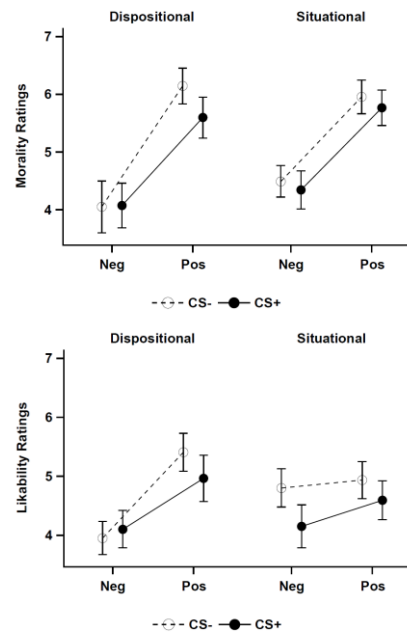 Dispositional Situational
7
6
5
4
Morality Ratings
Neg Pos Neg Pos
CS- CS+
Dispositional Situational
7
6
5
4
Likability Ratings
Neg Pos Neg Pos
CS- CS+